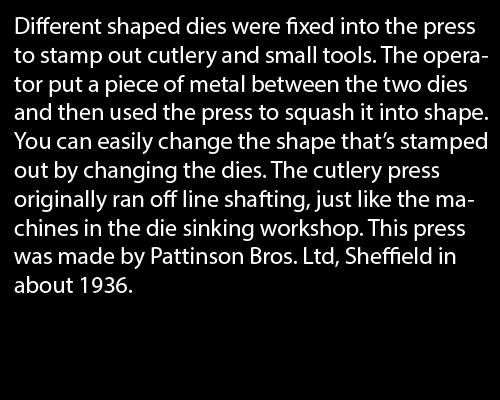 Different shaped dies were fixed into the press
to stamp out cutlery and small tools. The opera-
tor put a piece of metal between the two dies
and then used the press to squash it into shape.
You can easily change the shape that’s stamped
out by changing the dies. The cutlery press
originally ran off line shafting, just like the ma-
chines in the die sinking workshop. This press
was made by Pattinson Bros. Ltd, Sheffield in
about 1936.